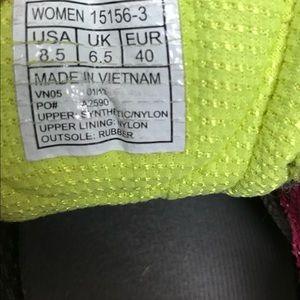 WOMEN 15156-3
USA UK EUR
8.5 6.5 40
MADE IN VIETNAM
VN05
PO# A2590
UPPER: SYNTHETIC/NYLON
UPPER LINING: NYLON
OUTSOLE: RUBBER